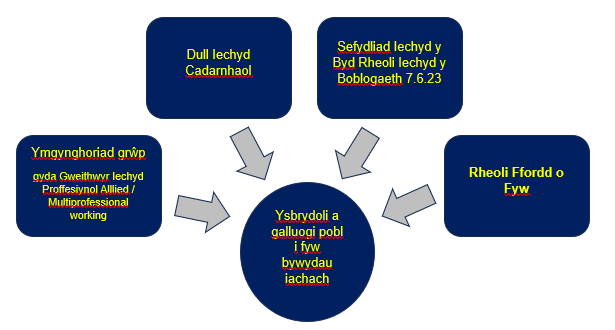 Ymgynghoriad grŵp
gyda Gweithwyr Iechyd
Proffesiynol Alllied /
Multiprofessional
working
Dull Iechyd
Cadarnhaol
Sefydliad Iechyd y
Byd Rheoli Iechyd y
Boblogaeth 7.6.23
Rheoli Ffordd o
Fyw
Ysbrydoli a
galluogi pobl
i fyw
bywydau
iachach